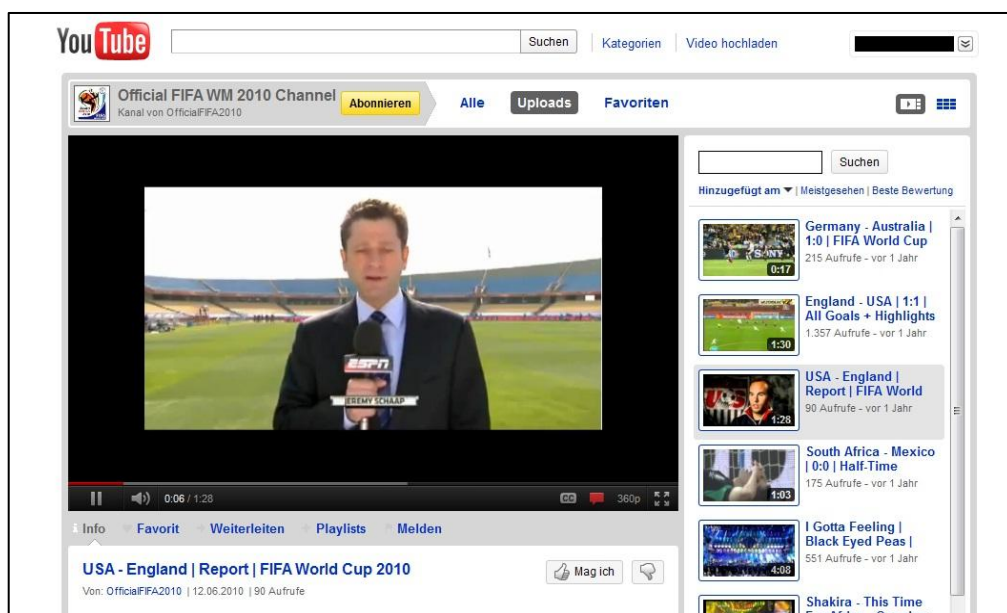 YouTube
Suchen
Kategorien
Video hochladen
Official FIFA WM 2010 Channel
Kanal von OfficialFIFA2010
Abonnieren
Alle
Uploads
Favoriten
ESPN
JEREMY SCHAAP
0:06 / 1:28
CC
360p
Info
Favorit
Weiterleiten
Playlists
Melden
USA - England | Report | FIFA World Cup 2010
Von: OfficialFIFA2010 | 12.06.2010 | 90 Aufrufe
Mag ich
Suchen
Hinzugefügt am ▼ | Meistgesehen | Beste Bewertung
SONY
0:17
Germany - Australia |
1:0 | FIFA World Cup
215 Aufrufe - vor 1 Jahr
1:30
England - USA | 1:1 |
All Goals + Highlights
1.357 Aufrufe - vor 1 Jahr
1:28
USA - England |
Report | FIFA World
90 Aufrufe - vor 1 Jahr
1:03
South Africa - Mexico
| 0:0 | Half-Time
175 Aufrufe - vor 1 Jahr
4:08
I Gotta Feeling |
Black Eyed Peas |
551 Aufrufe - vor 1 Jahr
Shakira - This Time